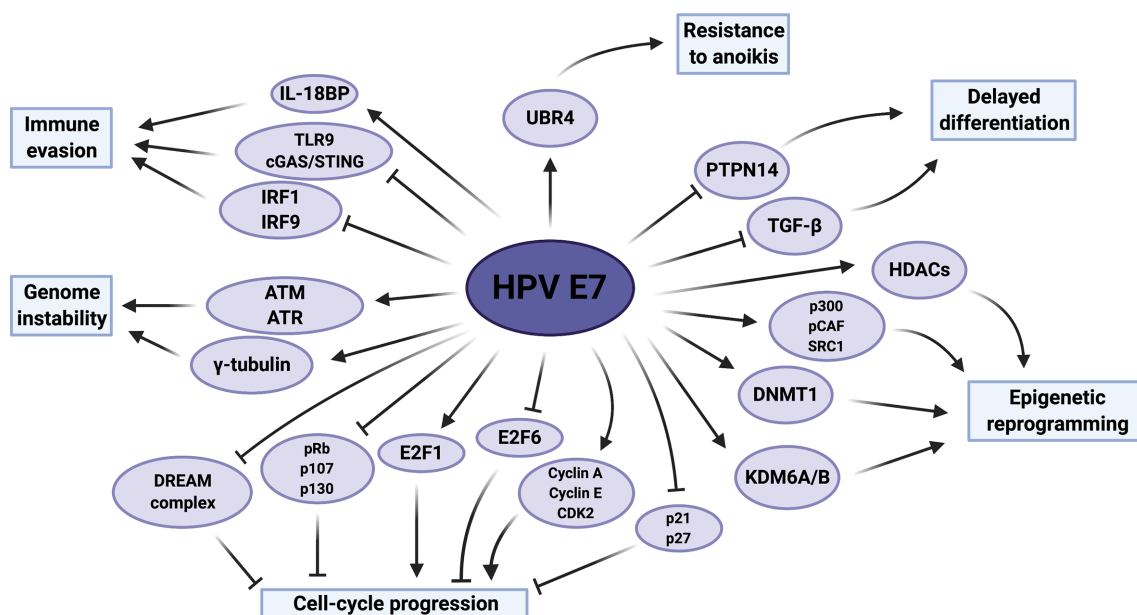 Resistance
to anoikis
IL-18BP
Immune
evasion
UBR4
Delayed
differentiation
TLR9
cGAS/STING
PTPN14
IRF1
IRF9
TGF-β
HPV E7
HDACs
Genome
instability
ATM
ATR
p300
pCAF
SRC1
γ-tubulin
DNMT1
Epigenetic
reprogramming
E2F6
E2F1
pRb
p107
p130
DREAM
complex
Cyclin A
Cyclin E
CDK2
KDM6A/B
p21
p27
Cell-cycle progression